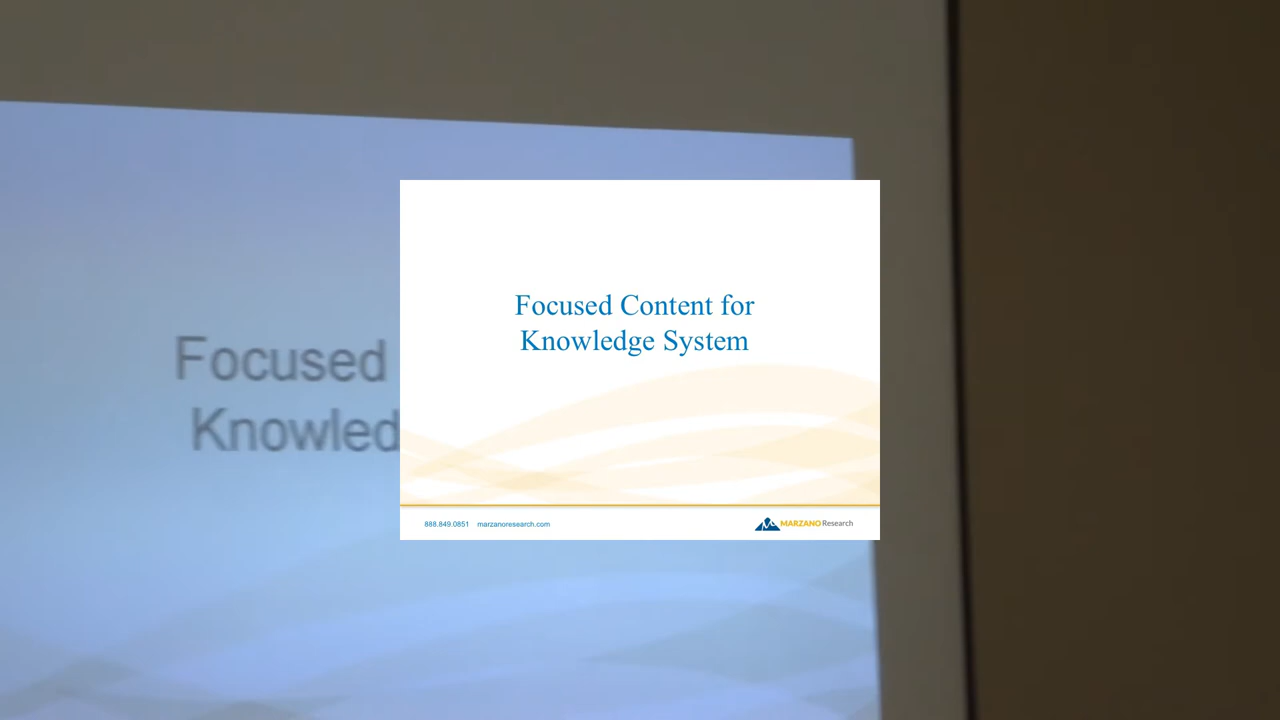 Focused
Knowled
Focused Content for
Knowledge System
888.849.0851 marzanoresearch.com
MARZANO Research